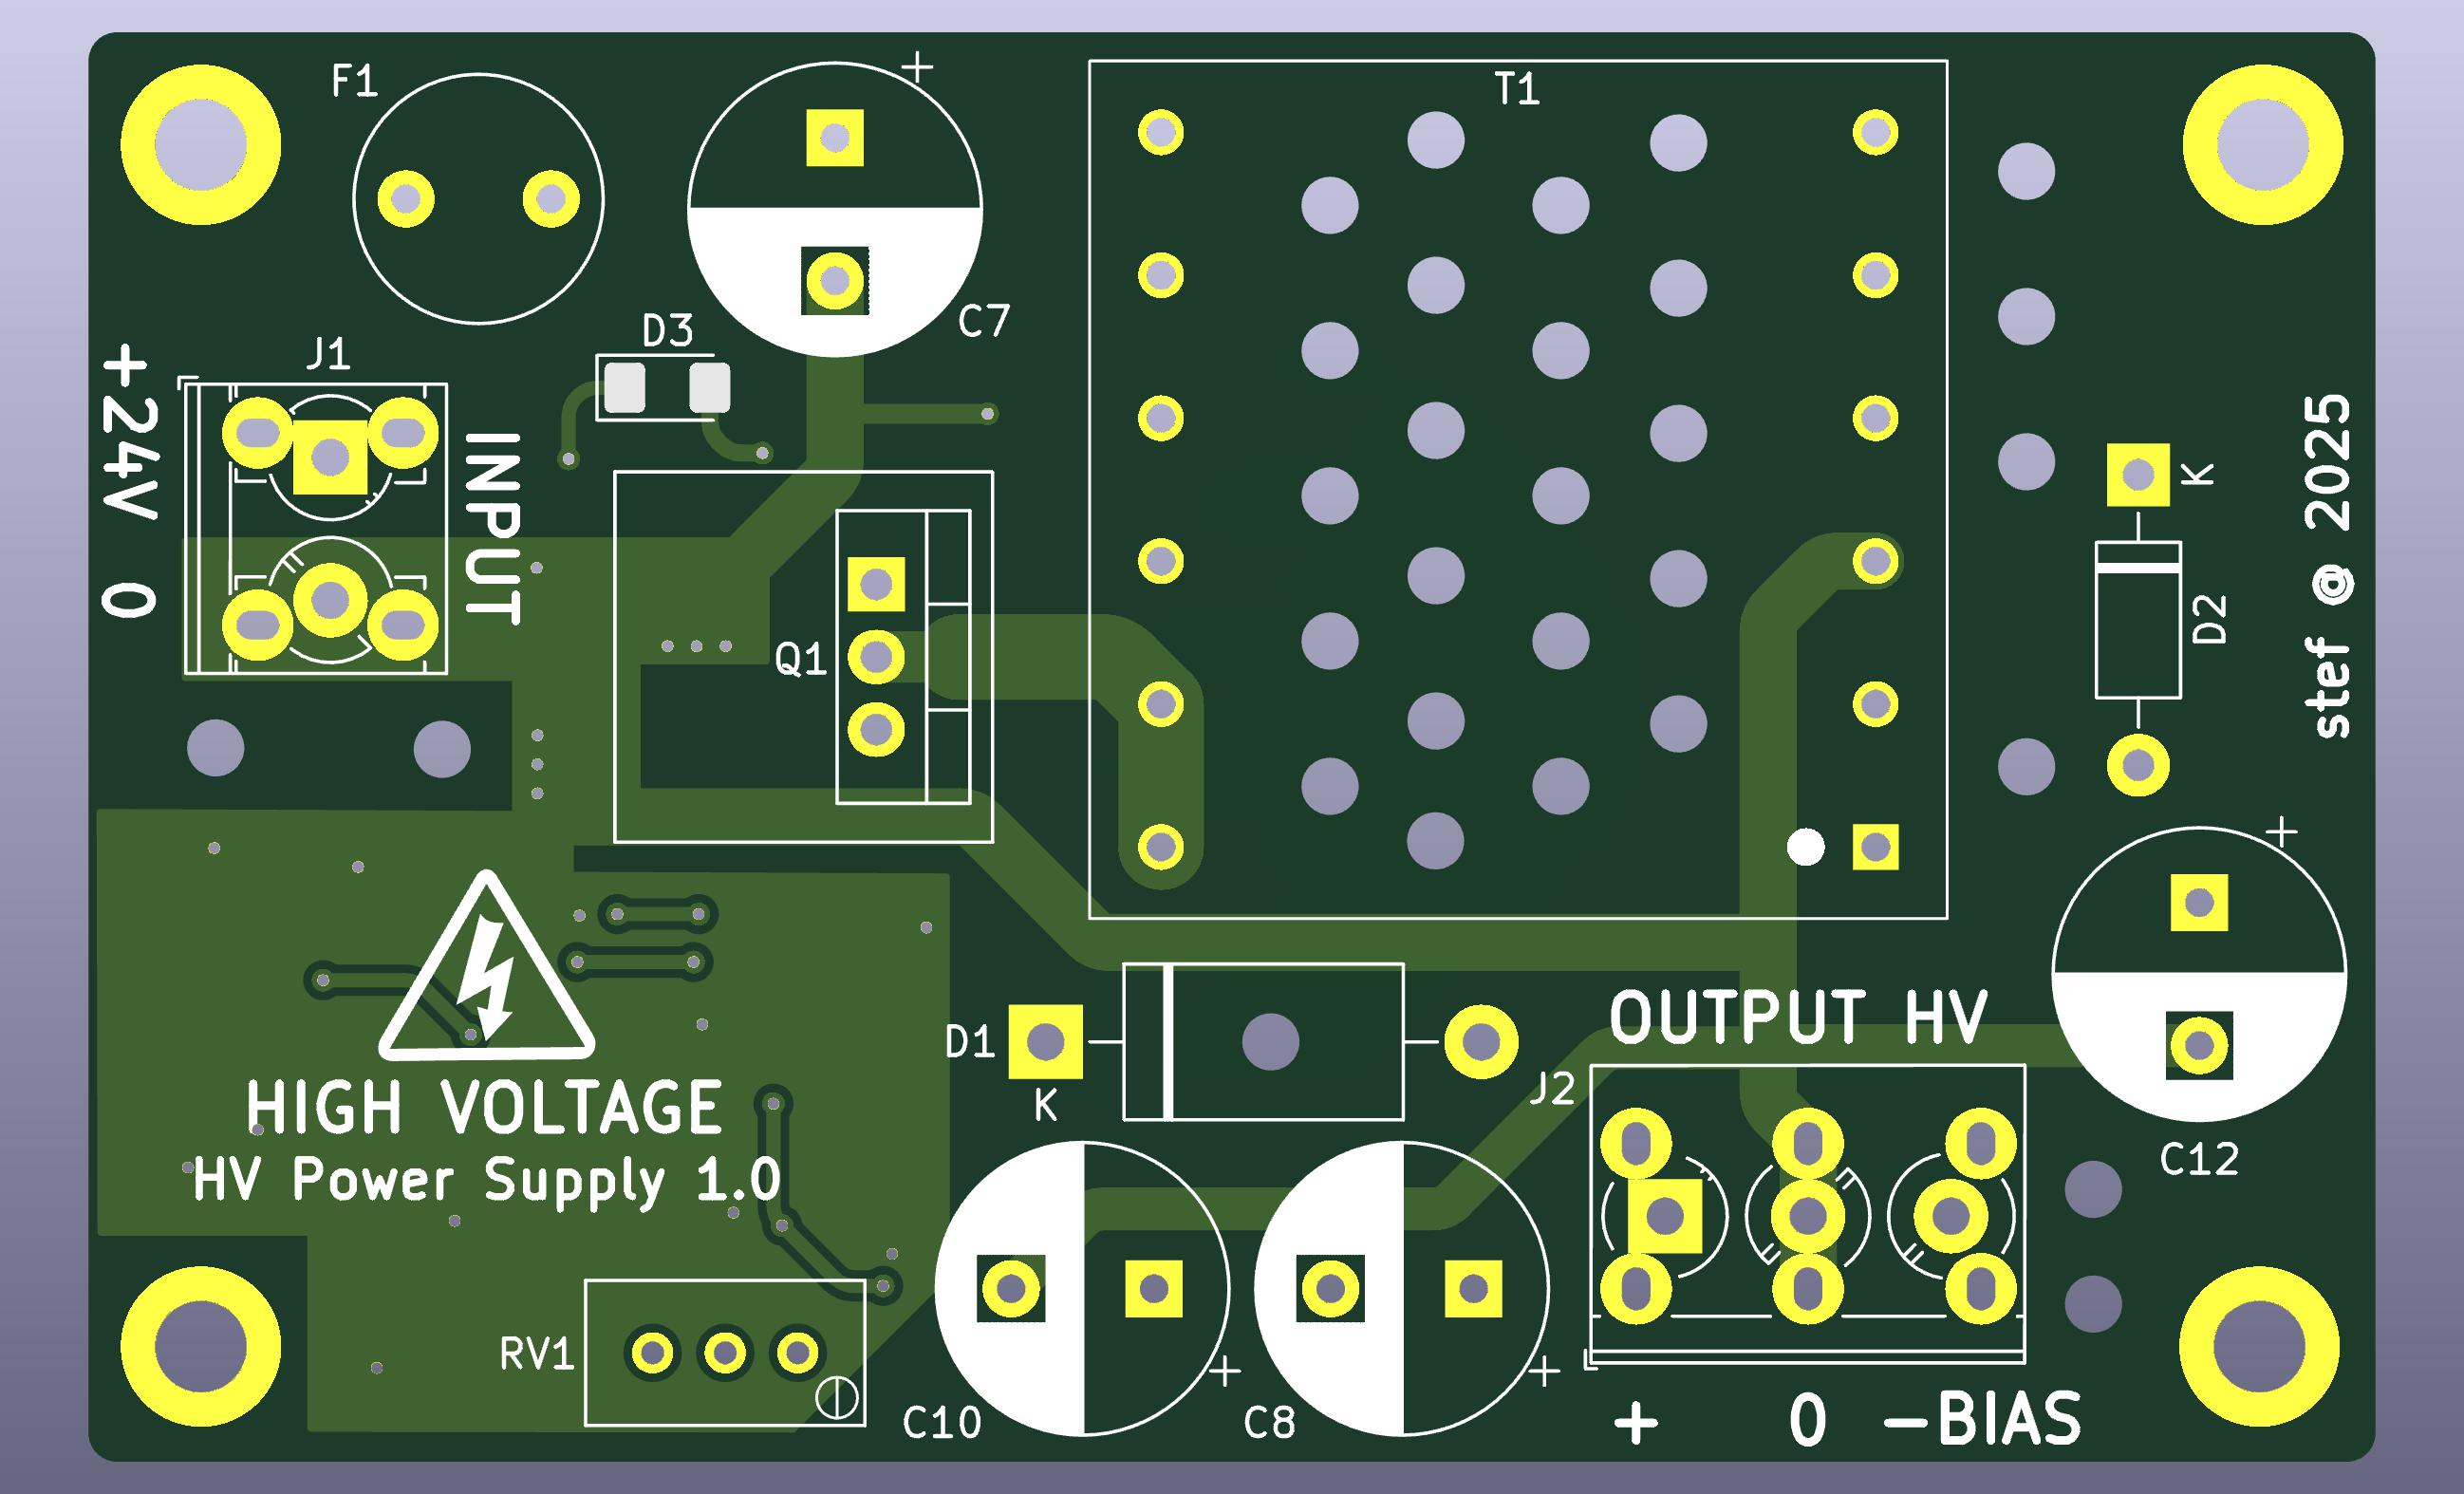 F1
T1
+
C7
D3
J1
+24V
0
INPUT
Q1
K
D2
stef @ 2025
+
HIGH VOLTAGE
HV Power Supply 1.0
D1
K
OUTPUT HV
J2
C12
RV1
C10
+
C8
+
+ 0 -BIAS